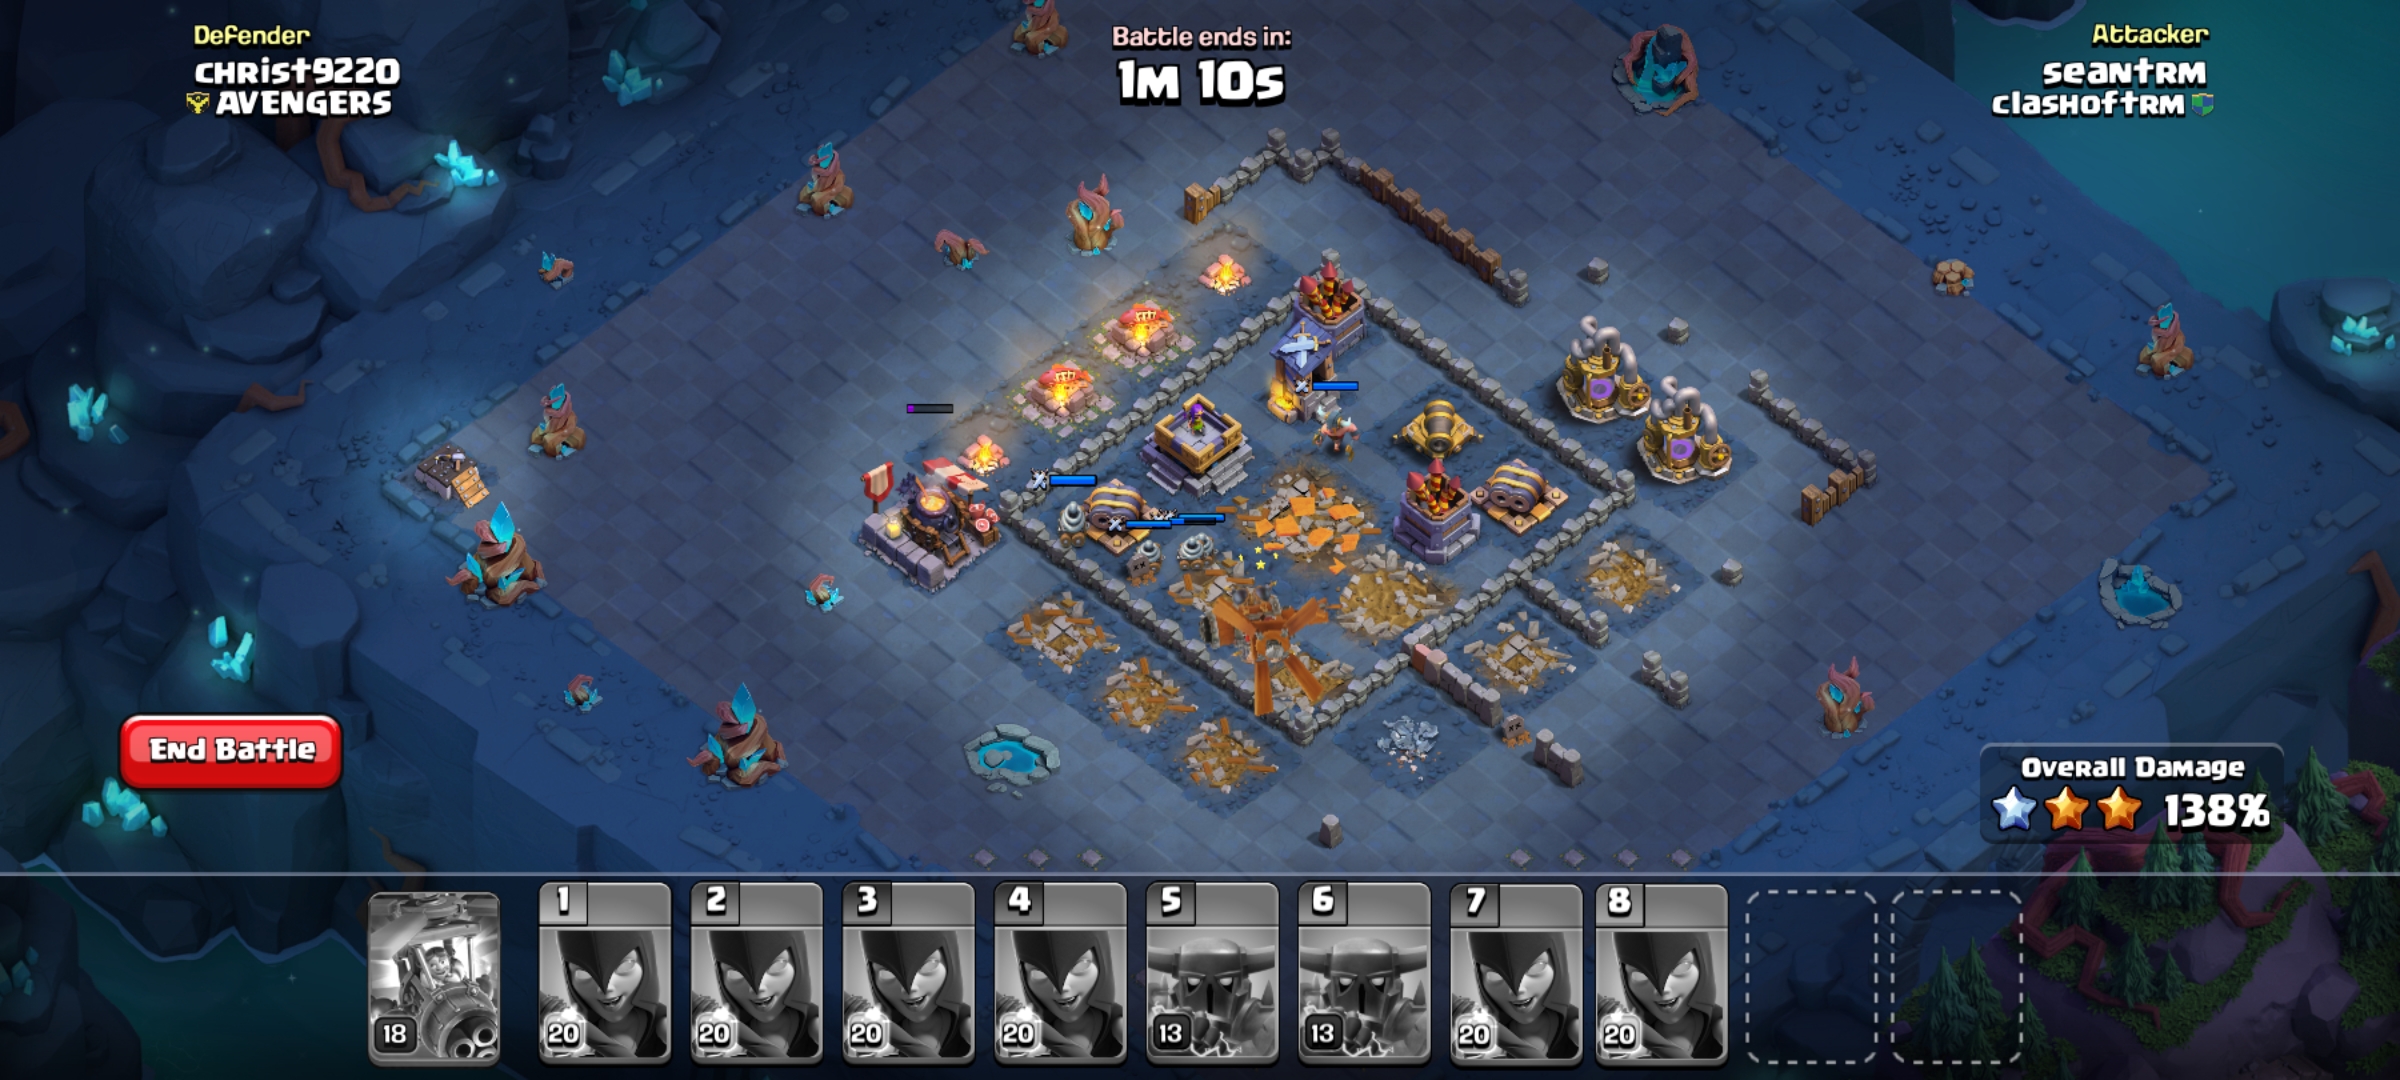 Defender
christ9220
AVENGERS
Battle ends in:
1m 10s
Attacker
seantrm
clashoftrm
End Battle
Overall Damage
138%
1
2
3
4
5
6
7
8
18
20
20
20
20
13
13
20
20